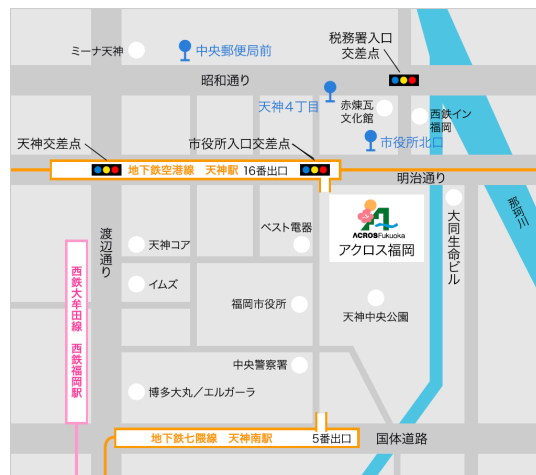 ミーナ天神
中央郵便局前
税務署入口
交差点
昭和通り
天神4丁目
赤煉瓦
文化館
西鉄イン
福岡
天神交差点
市役所入口交差点
市役所北口
地下鉄空港線 天神駅 16番出口
明治通り
那珂川
渡辺通り
ベスト電器
ACROS Fukuoka
アクロス福岡
大同生命ビル
天神コア
西鉄大牟田線 西鉄福岡駅
イムズ
福岡市役所
天神中央公園
中央警察署
博多大丸/エルガーラ
地下鉄七隈線 天神南駅 5番出口
国体道路